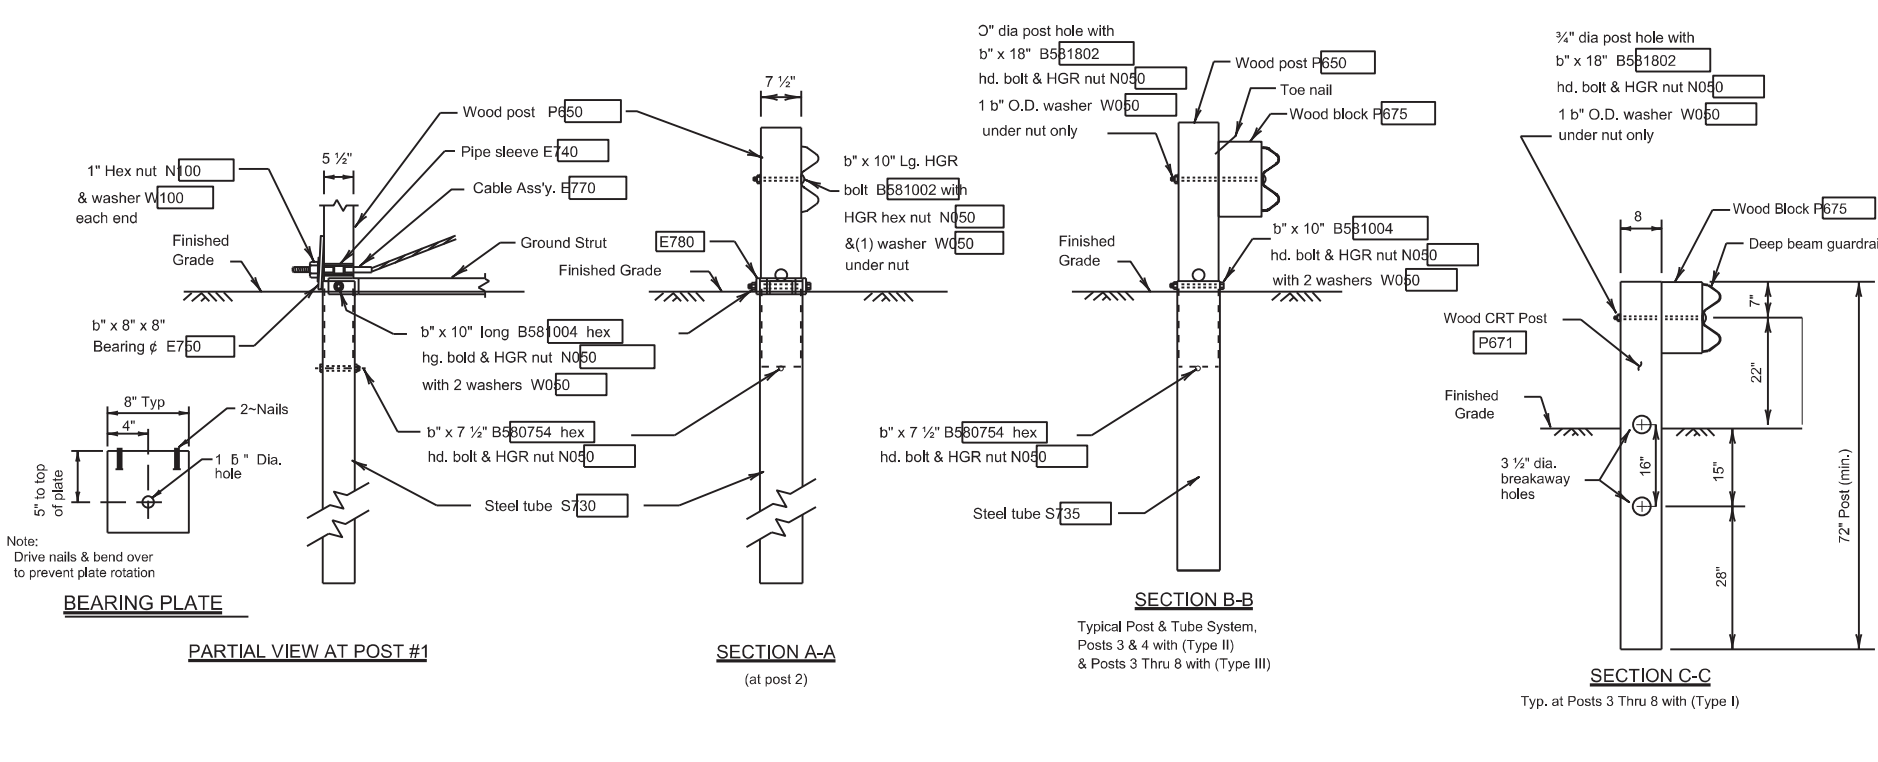 1" Hex nut N100
& washer W100
each end
5 ½"
Wood post P650
Pipe sleeve E740
Cable Ass'y. E770
Ground Strut
Finished
Grade
b" x 8" x 8"
Bearing ¢ E750
b" x 10" long B581004 hex
hg. bold & HGR nut N050
with 2 washers W050
b" x 7 ½" B580754 hex
hd. bolt & HGR nut N050
Steel tube S730
8" Typ
4"
2~Nails
1 b " Dia.
hole
5" to top
of plate
Note:
Drive nails & bend over
to prevent plate rotation
BEARING PLATE
PARTIAL VIEW AT POST #1
7 ½"
b" x 10" Lg. HGR
bolt B581002 with
HGR hex nut N050
&(1) washer W050
under nut
E780
Finished Grade
SECTION A-A
(at post 2)
" dia post hole with
b" x 18" B581802
hd. bolt & HGR nut N050
1 b" O.D. washer W050
under nut only
Wood post P650
Toe nail
Wood block P675
Finished
Grade
b" x 10" B581004
hd. bolt & HGR nut N050
with 2 washers W050
b" x 7 ½" B580754 hex
hd. bolt & HGR nut N050
Steel tube S735
SECTION B-B
Typical Post & Tube System,
Posts 3 & 4 with (Type II)
& Posts 3 Thru 8 with (Type III)
¾" dia post hole with
b" x 18" B581802
hd. bolt & HGR nut N050
1 b" O.D. washer W050
under nut only
8
Wood Block P675
Deep beam guardrai
7"
Wood CRT Post
P671
22"
Finished
Grade
3 ½" dia.
breakaway
holes
16"
15"
28"
72" Post (min.)
SECTION C-C
Typ. at Posts 3 Thru 8 with (Type I)